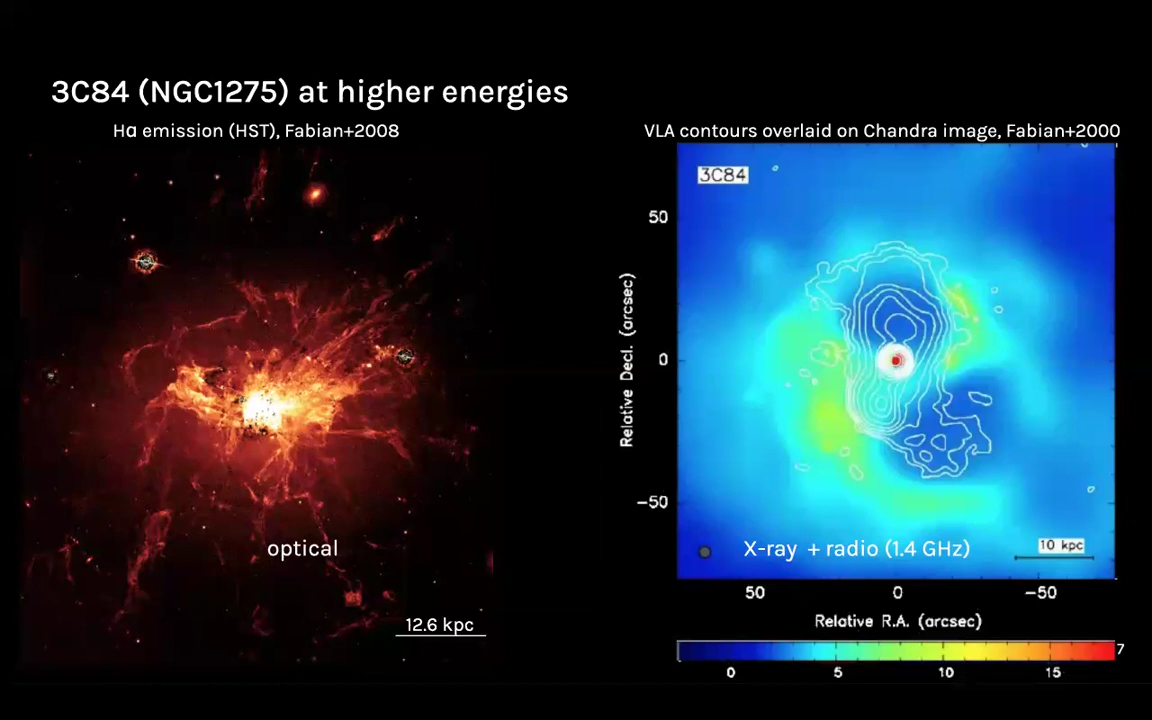 3C84 (NGC1275) at higher energies
Hα emission (HST), Fabian+2008
VLA contours overlaid on Chandra image, Fabian+2000
3C84
50
0
−50
Relative Decl. (arcsec)
optical
12.6 kpc
X-ray + radio (1.4 GHz)
10 kpc
50 0 −50
Relative R.A. (arcsec)
7
0 5 10 15